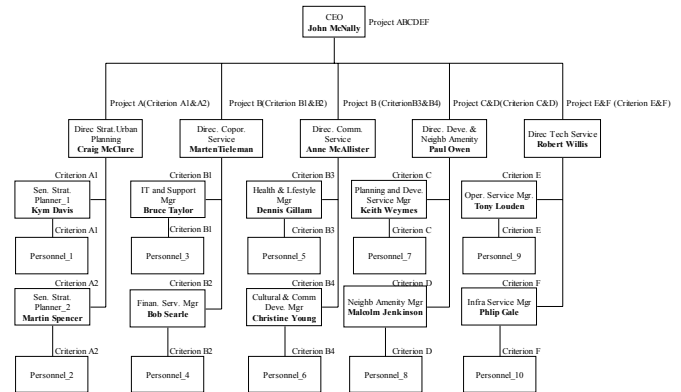 CEO
John McNally
Project ABCDEF
Project A(Criterion A1&A2)
Project B(Criterion B1&B2)
Project B (CriterionB3&B4)
Project C&D(Criterion C&D)
Project E&F (Criterion E&F)
Direc Strat.Urban
Planning
Craig McClure
Direc. Copor.
Service
MartenTieleman
Direc. Comm.
Service
Anne McAllister
Direc. Deve. &
Neighb Amenity
Paul Owen
Direc Tech Service
Robert Willis
Criterion A1
Criterion B1
Criterion B3
Criterion C
Criterion E
Sen. Strat.
Planner_1
Kym Davis
IT and Support
Mgr
Bruce Taylor
Health & Lfestyle
Mgr
Dennis Gillam
Planning and Deve.
Service Mgr
Keith Weymes
Oper. Service Mgr.
Tony Louden
Criterion A1
Criterion B1
Criterion B3
Criterion C
Criterion E
Personnel_1
Personnel_3
Personnel_5
Personnel_7
Personnel_9
Criterion A2
Criterion B2
Criterion B4
Criterion D
Criterion F
Sen. Strat.
Planner_2
Martin Spencer
Finan. Serv. Mgr
Bob Searle
Cultural & Comm
Deve. Mgr
Christine Young
Neighb Amenity Mgr
Malcolm Jenkinson
Infra Service Mgr
Phlip Gale
Criterion A2
Criterion B2
Criterion B4
Criterion D
Criterion F
Personnel_2
Personnel_4
Personnel_6
Personnel_8
Personnel_10